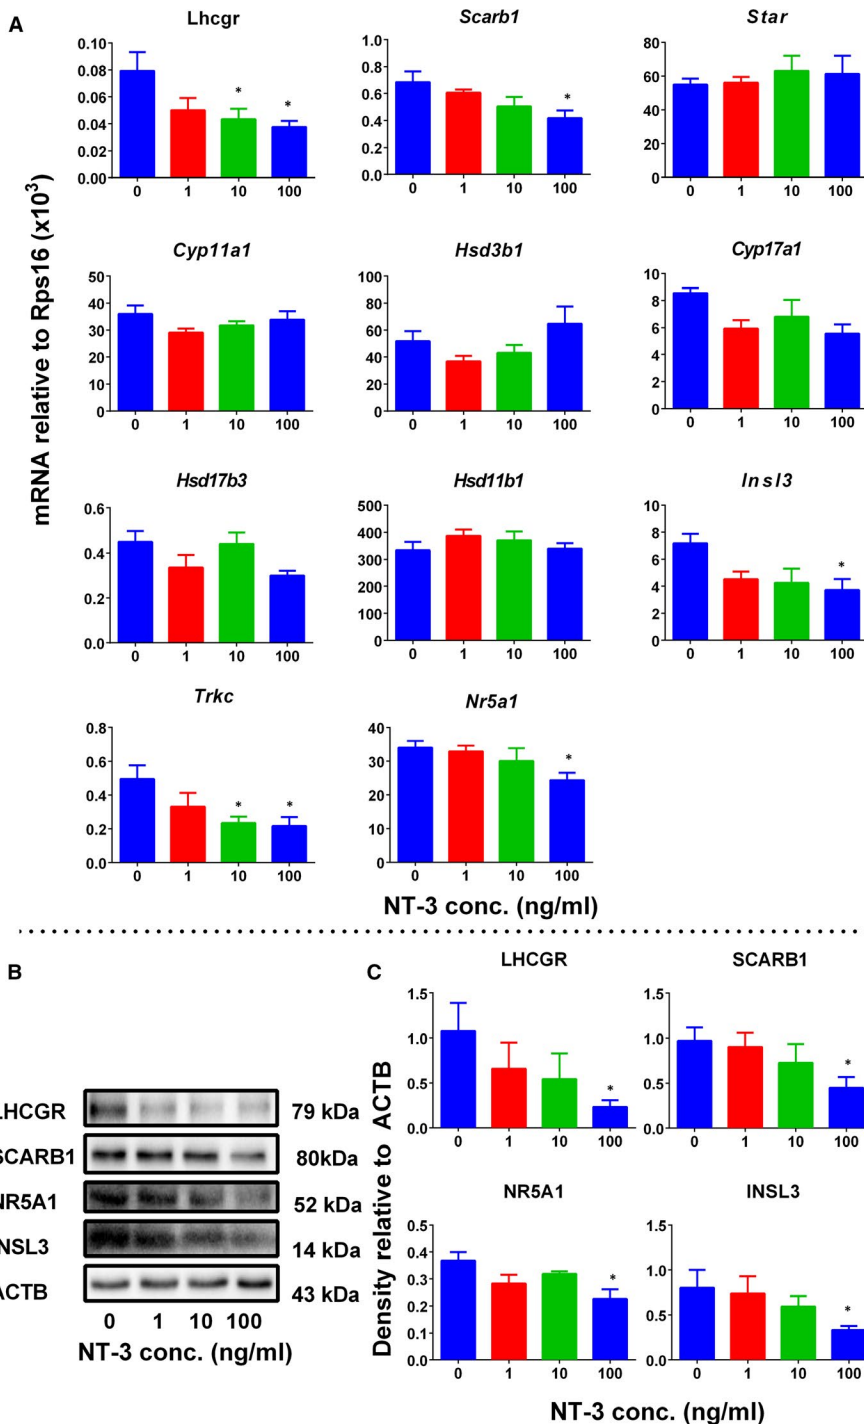 A
Lhcgr
Scarb1
Star
mRNA relative to Rps16 (x10³)
0.10
0.08
0.06
0.04
0.02
0.00
* *
0 1 10 100
1.0
0.8
0.6
0.4
0.2
0.0
*
0 1 10 100
80
60
40
20
0
0 1 10 100
Cyp11a1
Hsd3b1
Cyp17a1
50
40
30
20
10
0
0 1 10 100
100
80
60
40
20
0
0 1 10 100
10
8
6
4
2
0
0 1 10 100
Hsd17b3
Hsd11b1
Insl3
0.6
0.4
0.2
0.0
0 1 10 100
500
400
300
200
100
0
0 1 10 100
10
8
6
4
2
0
*
0 1 10 100
Trkc
Nr5a1
0.8
0.6
0.4
0.2
0.0
* *
0 1 10 100
40
30
20
10
0
*
0 1 10 100
NT-3 conc. (ng/ml)
B
LHCGR 79 kDa
SCARB1 80kDa
NR5A1 52 kDa
INSL3 14 kDa
ACTB 43 kDa
0 1 10 100
NT-3 conc. (ng/ml)
C
LHCGR
SCARB1
Density relative to ACTB
1.5
1.0
0.5
0.0
*
0 1 10 100
1.5
1.0
0.5
0.0
*
0 1 10 100
NR5A1
INSL3
0.5
0.4
0.3
0.2
0.1
0.0
*
0 1 10 100
1.5
1.0
0.5
0.0
*
0 1 10 100
NT-3 conc. (ng/ml)